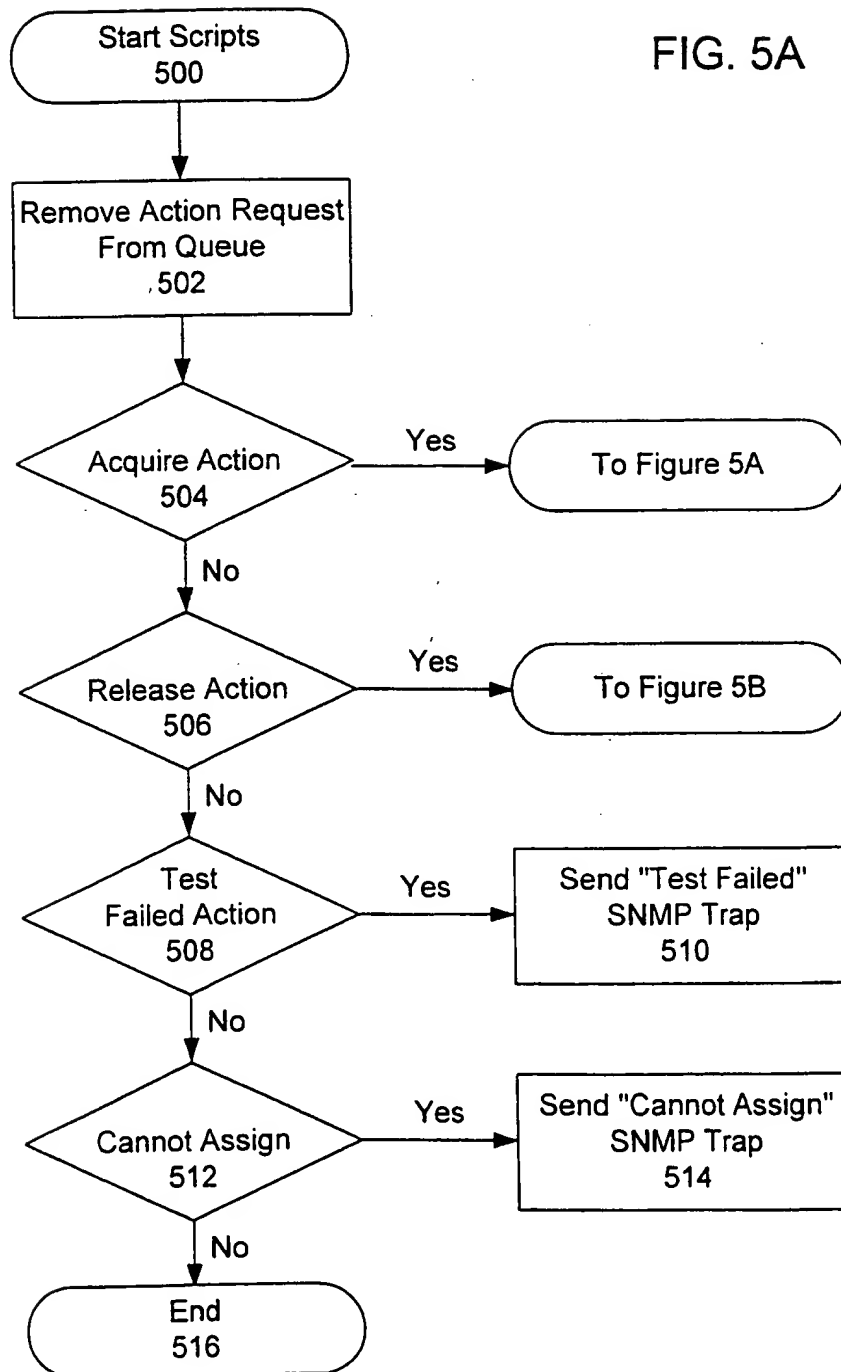 FIG. 5A
Start Scripts
500
Remove Action Request
From Queue
502
Acquire Action
504
Yes
To Figure 5A
No
Release Action
506
Yes
To Figure 5B
No
Test
Failed Action
508
Yes
Send "Test Failed"
SNMP Trap
510
No
Cannot Assign
512
Yes
Send "Cannot Assign"
SNMP Trap
514
No
End
516